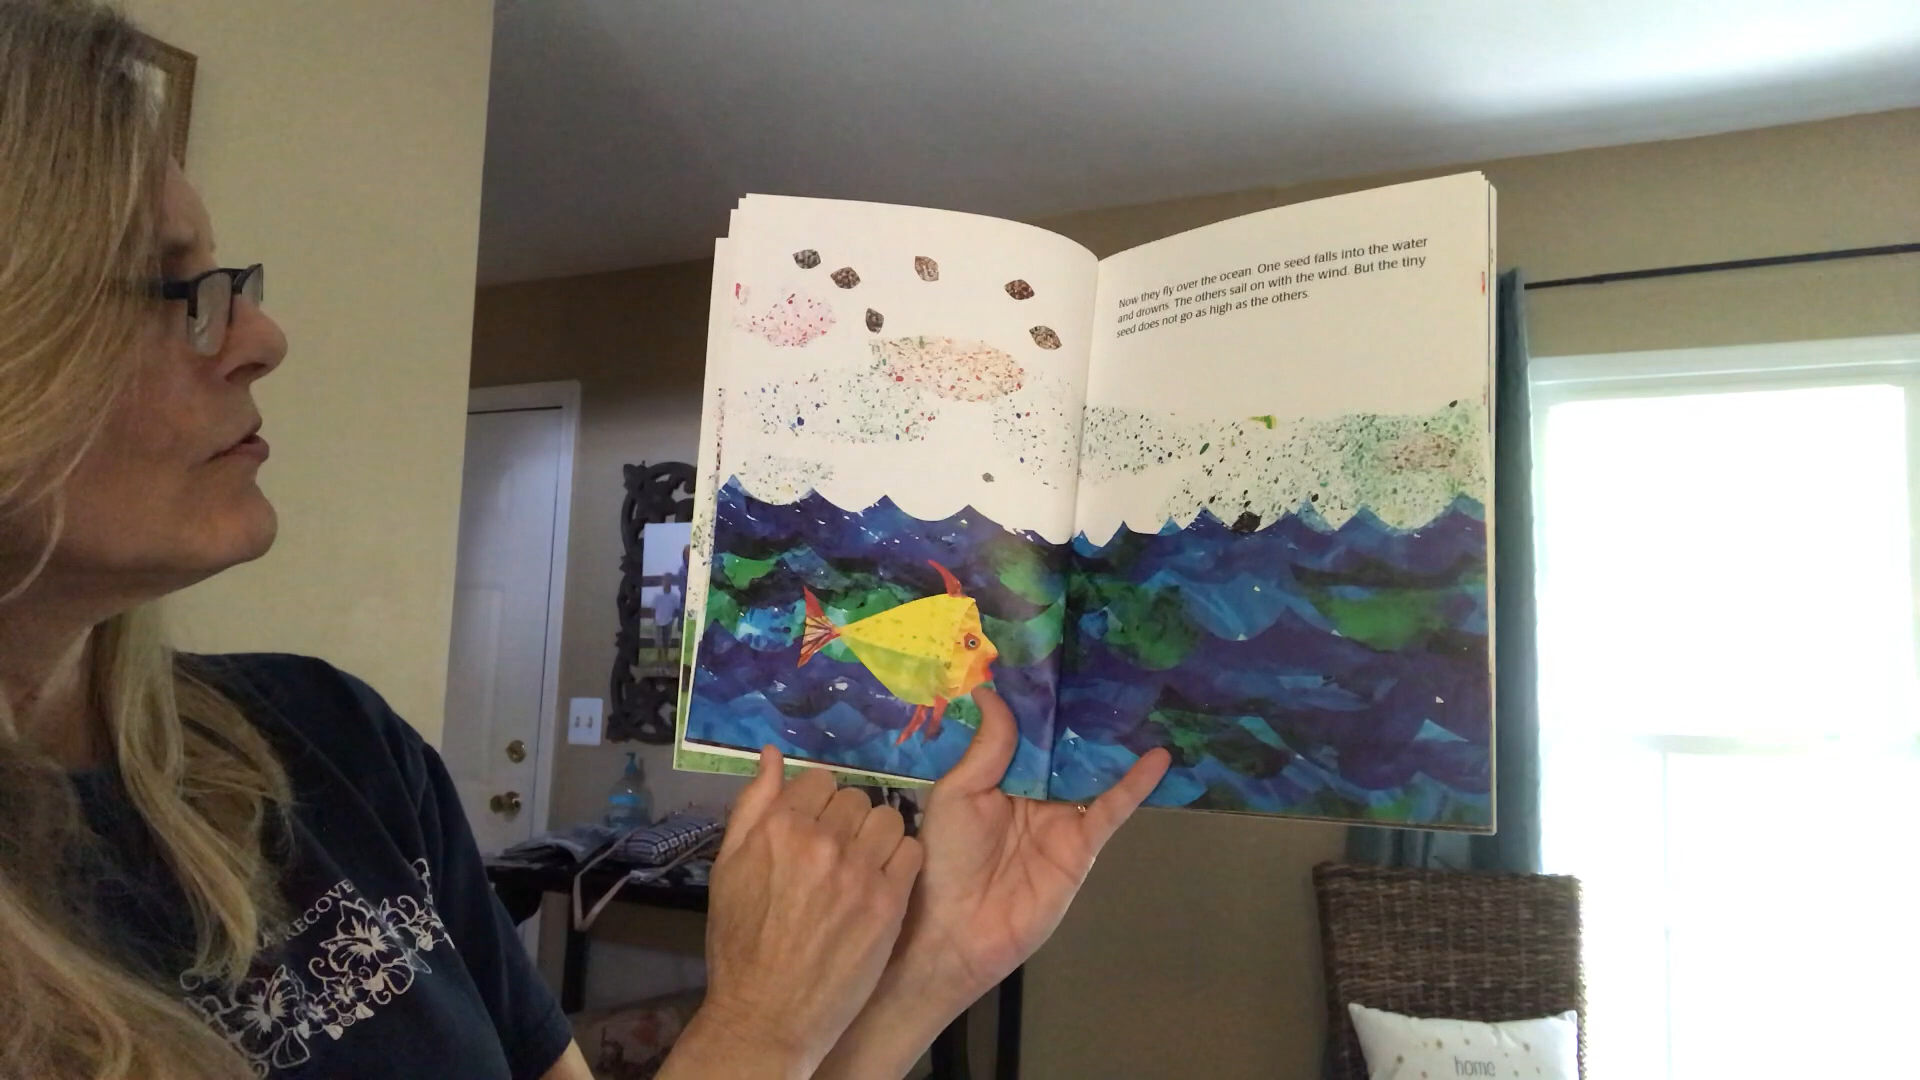 Now they fly over the ocean. One seed falls into the water
and drowns. The others sail on with the wind. But the tiny
seed does not go as high as the others.
RECOVE
home